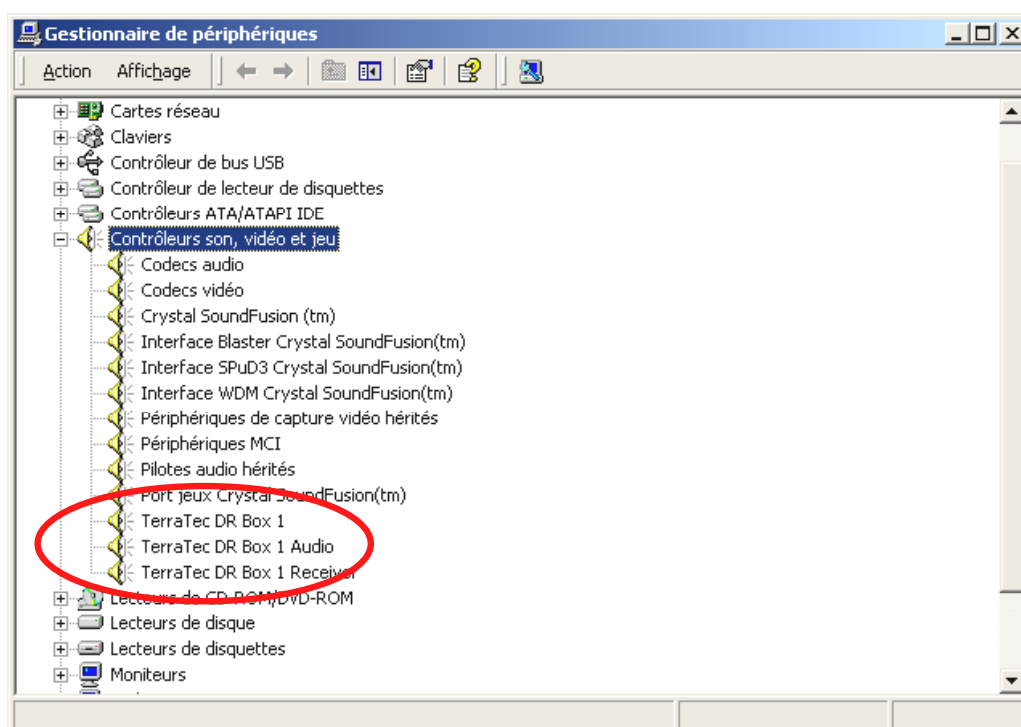 Gestionnaire de périphériques
Action Affichage
Cartes réseau
Claviers
Contrôleur de bus USB
Contrôleur de lecteur de disquettes
Contrôleurs ATA/ATAPI IDE
Contrôleurs son, vidéo et jeu
Codecs audio
Codecs vidéo
Crystal SoundFusion (tm)
Interface Blaster Crystal SoundFusion(tm)
Interface SPuD3 Crystal SoundFusion(tm)
Interface WDM Crystal SoundFusion(tm)
Périphériques de capture vidéo hérités
Périphériques MCI
Pilotes audio hérités
Port jeux Crystal SoundFusion(tm)
TerraTec DR Box 1
TerraTec DR Box 1 Audio
TerraTec DR Box 1 Receiver
Lecteurs de CD-ROM/DVD-ROM
Lecteurs de disque
Lecteurs de disquettes
Moniteurs